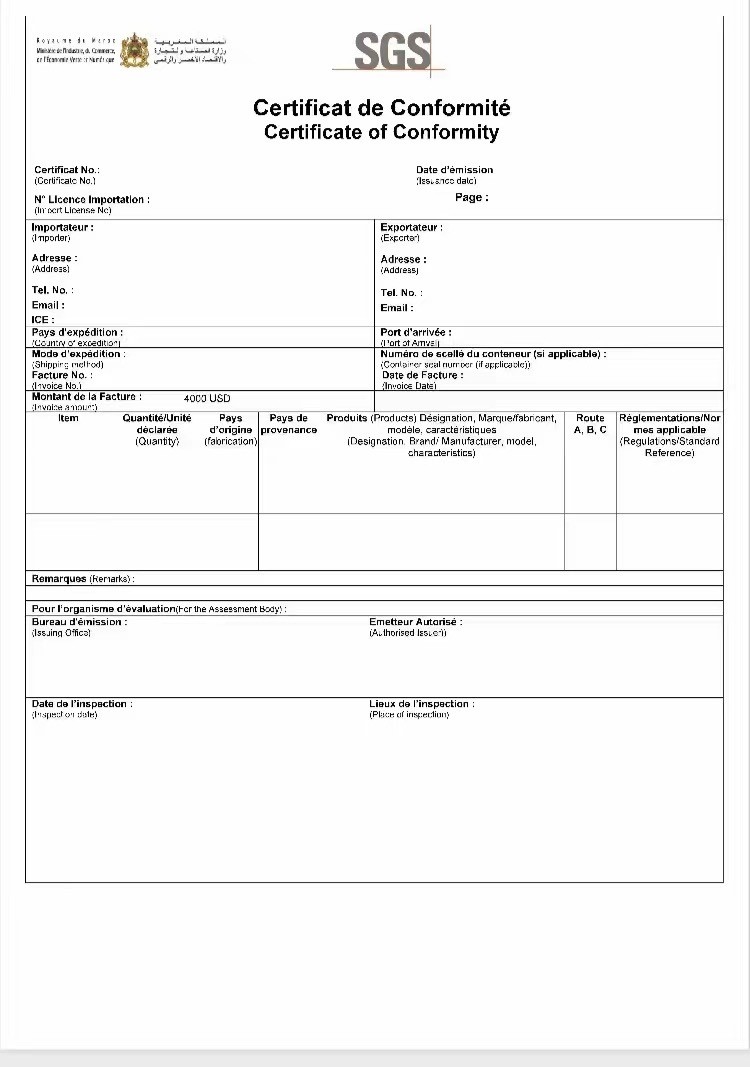 Royaume du Maroc
Ministère de l'Industrie, du Commerce,
de l'Économie Verte et Numérique
المملكة المغربية
وزارة الصناعة والتجارة
والاقتصاد الأخضر والرقمي
SGS
Certificat de Conformité
Certificate of Conformity
Certificat No.:
(Certificate No.)
Date d'émission
(Issuance date)
N° Licence Importation :
(Import License No)
Page :
Importateur :
(Importer)
Exportateur :
(Exporter)
Adresse :
(Address)
Adresse :
(Address)
Tel. No. :
Email :
ICE :
Tel. No. :
Email :
Pays d'expédition :
(Country of expedition)
Port d'arrivée :
(Port of Arrival)
Mode d'expédition :
(Shipping method)
Numéro de scellé du conteneur (si applicable) :
(Container seal number (if applicable))
Facture No. :
(Invoice No.)
Date de Facture :
(Invoice Date)
Montant de la Facture : 4000 USD
(Invoice amount)
Item
Quantité/Unité
déclarée
(Quantity)
Pays
d'origine
(fabrication)
Pays de
provenance
Produits (Products) Désignation, Marque/fabricant,
modèle, caractéristiques
(Designation, Brand/ Manufacturer, model,
characteristics)
Route
A, B, C
Réglementations/Nor
mes applicable
(Regulations/Standard
Reference)
Remarques (Remarks) :
Pour l'organisme d'évaluation(For the Assessment Body) :
Bureau d'émission :
(Issuing Office)
Emetteur Autorisé :
(Authorised Issuer))
Date de l'inspection :
(Inspection date)
Lieux de l'inspection :
(Place of inspection)